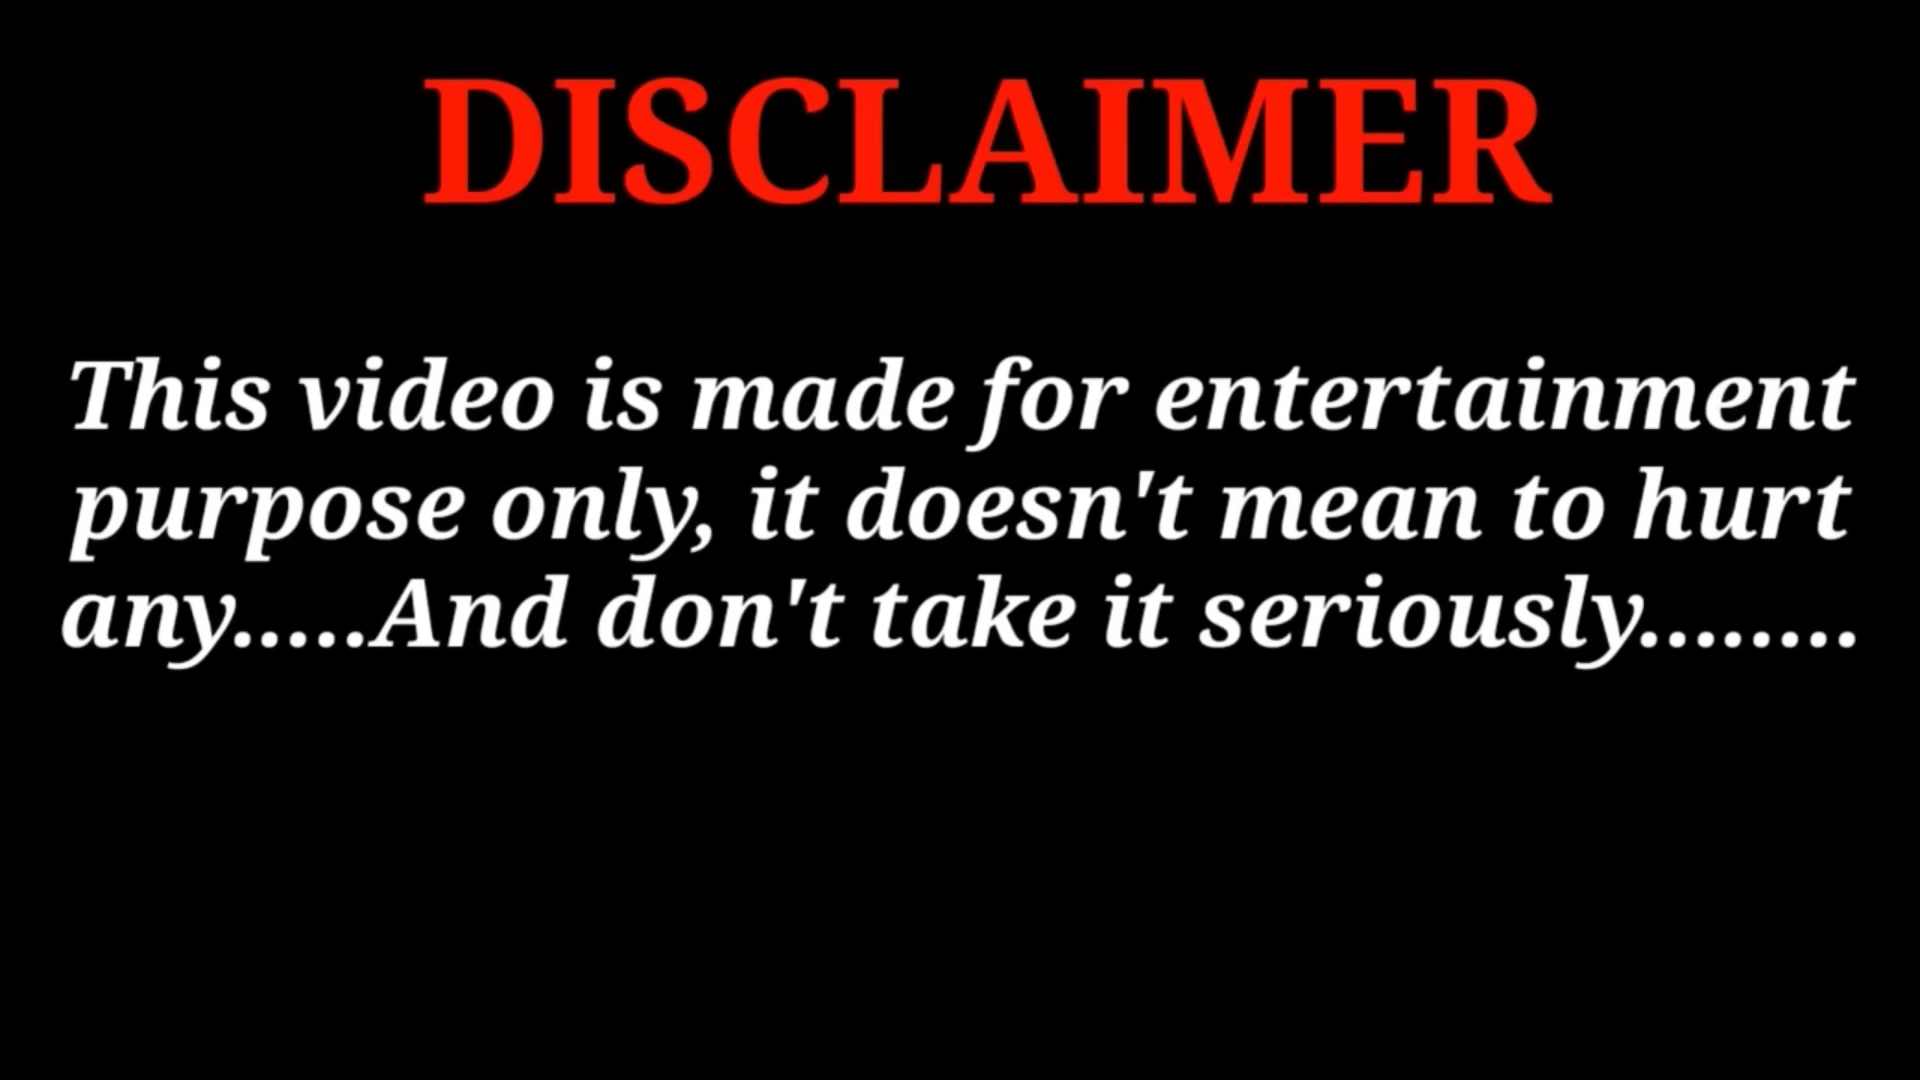 DISCLAIMER
This video is made for entertainment
purpose only, it doesn't mean to hurt
any.....And don't take it seriously........